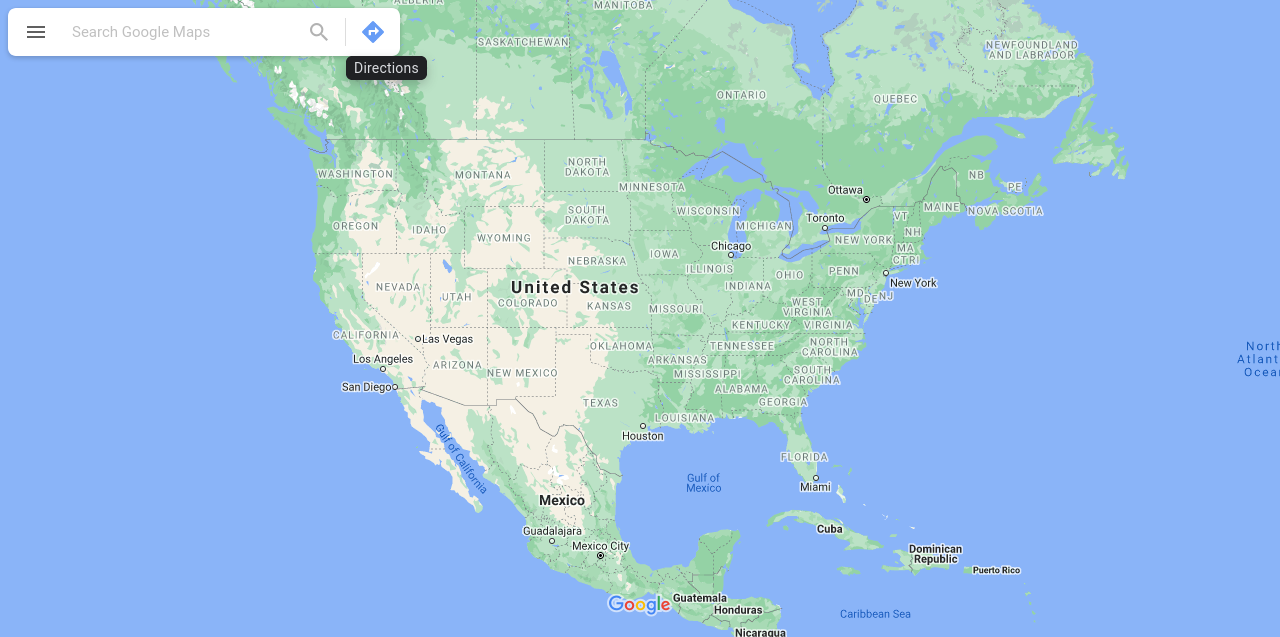 Search Google Maps
Directions
ALBERTA
MANITOBA
SASKATCHEWAN
NEWFOUNDLAND
AND LABRADOR
ONTARIO
QUEBEC
WASHINGTON
MONTANA
NORTH
DAKOTA
MINNESOTA
NB
PE
Ottawa
OREGON
IDAHO
SOUTH
DAKOTA
WISCONSIN
MICHIGAN
Toronto
VT
MAINE
NOVA SCOTIA
WYOMING
Chicago
NEW YORK
NH
MA
CTRI
NEBRASKA
IOWA
ILLINOIS
OHIO
PENN
NEVADA
UTAH
United States
COLORADO
KANSAS
INDIANA
New York
MD
DE
NJ
MISSOURI
WEST
VIRGINIA
KENTUCKY
VIRGINIA
CALIFORNIA
Las Vegas
OKLAHOMA
TENNESSEE
NORTH
CAROLINA
North
Atlant
Ocean
Los Angeles
ARIZONA
NEW MEXICO
ARKANSAS
MISSISSIPPI
SOUTH
CAROLINA
San Diego
ALABAMA
GEORGIA
TEXAS
LOUISIANA
Houston
Gulf of California
FLORIDA
Gulf of
Mexico
Miami
Mexico
Guadalajara
Mexico City
Cuba
Dominican
Republic
Puerto Rico
Google
Guatemala
Honduras
Caribbean Sea
Nicaragua